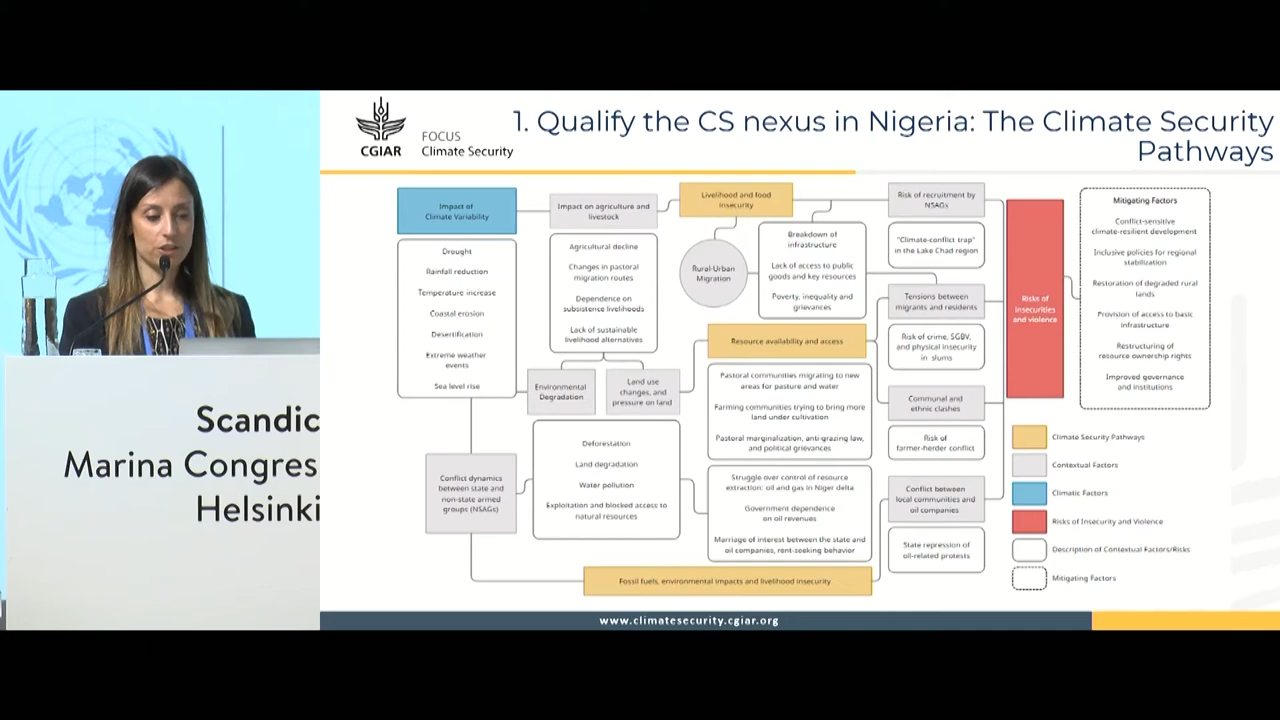 Scandic
Marina Congres
Helsinki
CGIAR
FOCUS
Climate Security
1. Qualify the CS nexus in Nigeria: The Climate Security
Pathways
Impact of
Climate Variability
Drought
Rainfall reduction
Temperature increase
Coastal erosion
Desertification
Extreme weather
events
Sea level rise
Impact on agriculture and
livestock
Agricultural decline
Changes in pastoral
migration routes
Dependence on
subsistence livelihoods
Lack of sustainable
livelihood alternatives
Environmental
Degradation
Land use
changes, and
pressure on land
Conflict dynamics
between state and
non-state armed
groups (NSAGs)
Deforestation
Land degradation
Water pollution
Exploitation and blocked access to
natural resources
Livelihood and food
insecurity
Rural-Urban
Migration
Breakdown of
infrastructure
Lack of access to public
goods and key resources
Poverty, inequality and
grievances
Resource availability and access
Pastoral communities migrating to new
areas for pasture and water
Farming communities trying to bring more
land under cultivation
Pastoral marginalization, anti-grazing law,
and political grievances
Struggle over control of resource
extraction: oil and gas in Niger delta
Government dependence
on oil revenues
Marriage of interest between the state and
oil companies, rent-seeking behavior
Fossil fuels, environmental impacts and livelihood insecurity
Risk of recruitment by
NSAGs
"Climate-conflict trap"
in the Lake Chad region
Tensions between
migrants and residents
Risk of crime, SGBV,
and physical insecurity
in slums
Communal and
ethnic clashes
Risk of
farmer-herder conflict
Conflict between
local communities and
oil companies
State repression of
oil-related protests
Risks of
insecurities
and violence
Mitigating Factors
Conflict-sensitive
climate-resilient development
Inclusive policies for regional
stabilization
Restoration of degraded rural
lands
Provision of access to basic
infrastructure
Restructuring of
resource ownership rights
Improved governance
and institutions
Climate Security Pathways
Contextual Factors
Climatic Factors
Risks of Insecurity and Violence
Description of Contextual Factors/Risks
Mitigating Factors
www.climatesecurity.cgiar.org